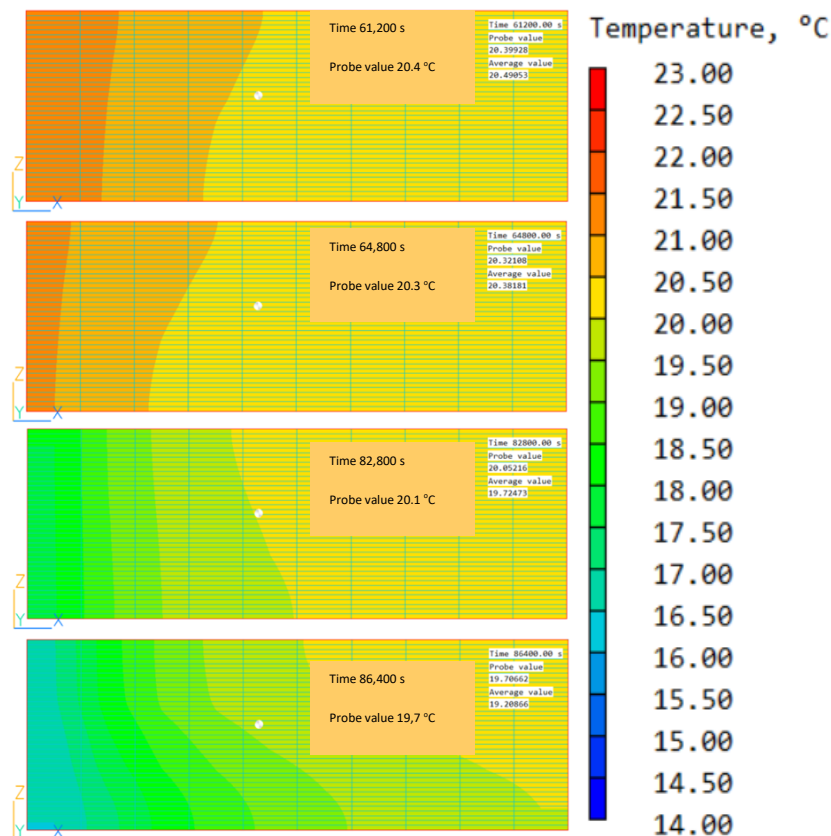 Temperature, °C
Time 61,200 s
Probe value 20.4 °C
Time 61200.00 s
Probe value
20.39928
Average value
20.49053
Z
Y X
Time 64,800 s
Probe value 20.3 °C
Time 64800.00 s
Probe value
20.32108
Average value
20.38181
Z
Y X
Time 82,800 s
Probe value 20.1 °C
Time 82800.00 s
Probe value
20.05216
Average value
19.72473
Z
Y X
Time 86,400 s
Probe value 19,7 °C
Time 86400.00 s
Probe value
19.70662
Average value
19.20866
Z
Y X
23.00
22.50
22.00
21.50
21.00
20.50
20.00
19.50
19.00
18.50
18.00
17.50
17.00
16.50
16.00
15.50
15.00
14.50
14.00